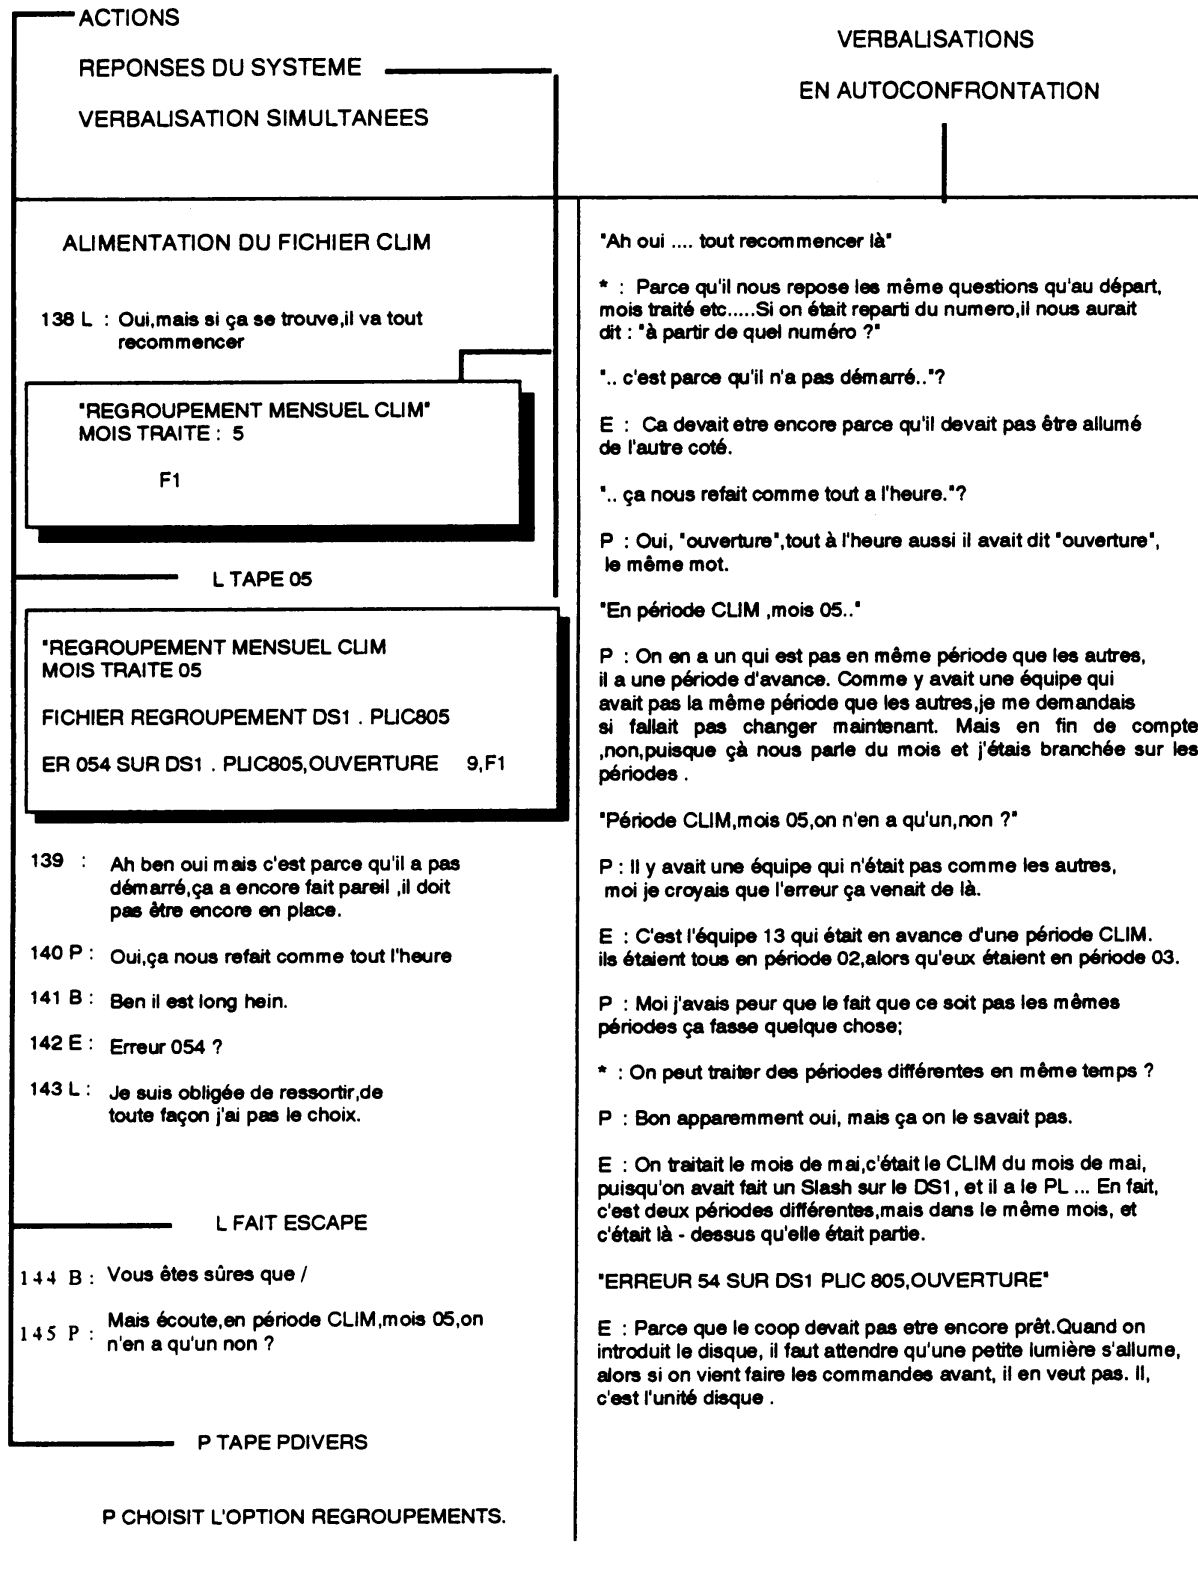 ACTIONS
REPONSES DU SYSTEME
VERBALISATION SIMULTANEES
VERBALISATIONS
EN AUTOCONFRONTATION
ALIMENTATION DU FICHIER CLIM
138 L : Oui,mais si ça se trouve,il va tout
recommencer
"REGROUPEMENT MENSUEL CLIM"
MOIS TRAITE : 5
F1
L TAPE 05
"REGROUPEMENT MENSUEL CLIM
MOIS TRAITE 05
FICHIER REGROUPEMENT DS1 . PLIC805
ER 054 SUR DS1 . PLIC805,OUVERTURE 9,F1
139 : Ah ben oui mais c'est parce qu'il a pas
démarré,ça a encore fait pareil ,il doit
pas être encore en place.
140 P : Oui,ça nous refait comme tout l'heure
141 B : Ben il est long hein.
142 E : Erreur 054 ?
143 L : Je suis obligée de ressortir,de
toute façon j'ai pas le choix.
L FAIT ESCAPE
144 B : Vous êtes sûres que /
145 P : Mais écoute,en période CLIM,mois 05,on
n'en a qu'un non ?
P TAPE PDIVERS
P CHOISIT L'OPTION REGROUPEMENTS.
"Ah oui .... tout recommencer là"
* : Parce qu'il nous repose les même questions qu'au départ,
mois traité etc.....Si on était reparti du numero,il nous aurait
dit : "à partir de quel numéro ?"
".. c'est parce qu'il n'a pas démarré.."?
E : Ca devait etre encore parce qu'il devait pas être allumé
de l'autre coté.
".. ça nous refait comme tout a l'heure."?
P : Oui, "ouverture",tout à l'heure aussi il avait dit "ouverture",
le même mot.
"En période CLIM ,mois 05.."
P : On en a un qui est pas en même période que les autres,
il a une période d'avance. Comme y avait une équipe qui
avait pas la même période que les autres,je me demandais
si fallait pas changer maintenant. Mais en fin de compte
,non,puisque çà nous parle du mois et j'étais branchée sur les
périodes .
"Période CLIM,mois 05,on n'en a qu'un,non ?"
P : Il y avait une équipe qui n'était pas comme les autres,
moi je croyais que l'erreur ça venait de là.
E : C'est l'équipe 13 qui était en avance d'une période CLIM.
ils étaient tous en période 02,alors qu'eux étaient en période 03.
P : Moi j'avais peur que le fait que ce soit pas les mêmes
périodes ça fasse quelque chose;
* : On peut traiter des périodes différentes en même temps ?
P : Bon apparemment oui, mais ça on le savait pas.
E : On traitait le mois de mai,c'était le CLIM du mois de mai,
puisqu'on avait fait un Slash sur le DS1, et il a le PL ... En fait,
c'est deux périodes différentes,mais dans le même mois, et
c'était là - dessus qu'elle était partie.
"ERREUR 54 SUR DS1 PLIC 805,OUVERTURE"
E : Parce que le coop devait pas etre encore prêt.Quand on
introduit le disque, il faut attendre qu'une petite lumière s'allume,
alors si on vient faire les commandes avant, il en veut pas. Il,
c'est l'unité disque .